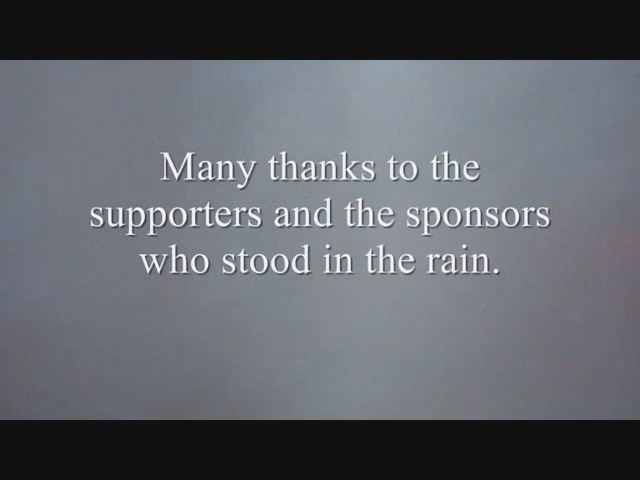 Many thanks to the
supporters and the sponsors
who stood in the rain.